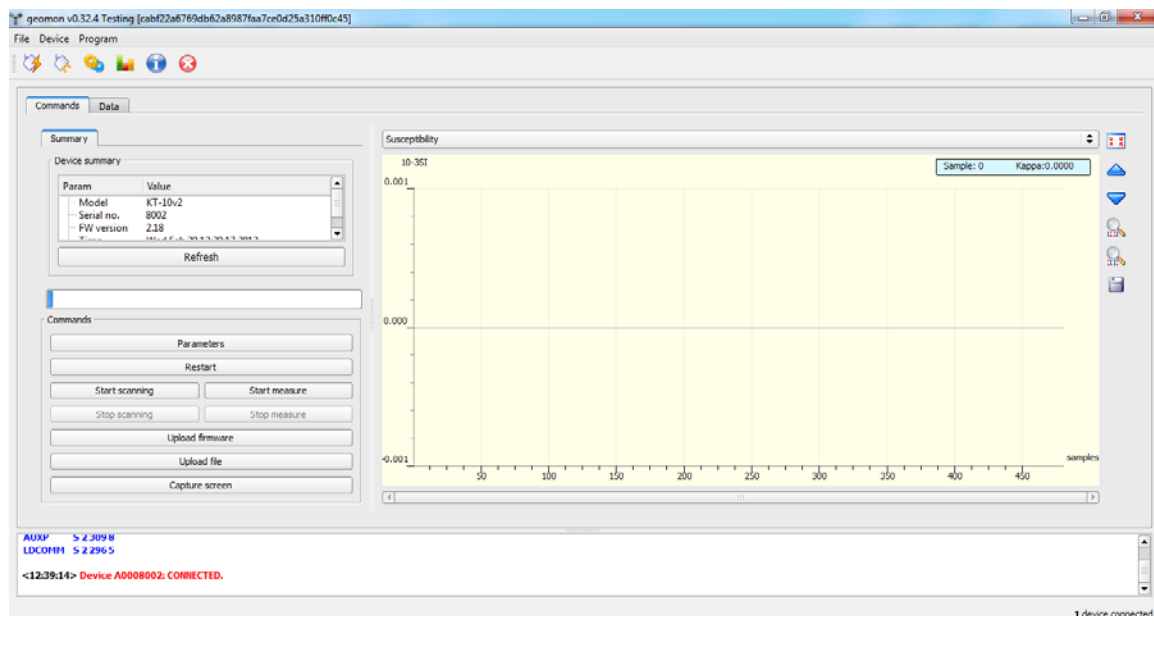 geomon v0.32.4 Testing [cabf22a6769db62a8987faa7ce0d25a310ff0c45]
File Device Program
Commands Data
Summary
Device summary
Param Value
Model KT-10v2
Serial no. 8002
FW version 2.18
Refresh
Commands
Parameters
Restart
Start scanning Start measure
Stop scanning Stop measure
Upload firmware
Upload file
Capture screen
Susceptibility
10-3SI
Sample: 0 Kappa:0.0000
0.001
0.000
-0.001
samples
50 100 150 200 250 300 350 400 450
AUXP S 2 309 8
LDCOMM S 2 296 5
<12:39:14> Device A0008002: CONNECTED.
1 device connected